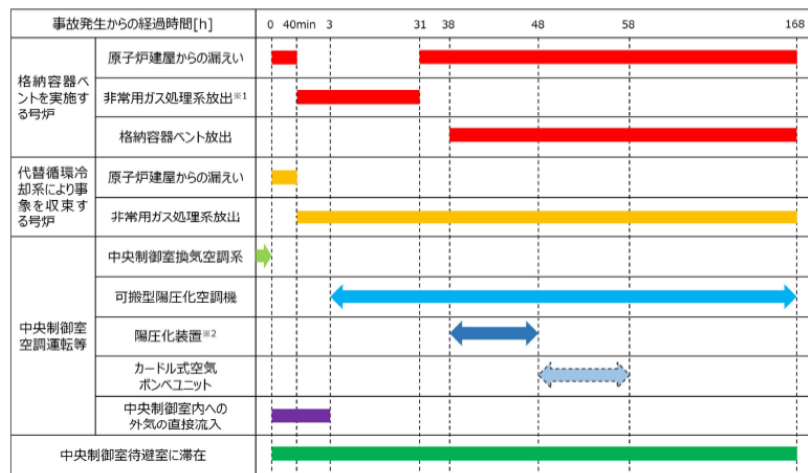 事故発生からの経過時間[h]
0 40min 3 31 38 48 58 168
格納容器ベ
ントを実施す
る号炉
原子炉建屋からの漏えい
非常用ガス処理系放出※1
格納容器ベント放出
代替循環冷
却系により事
象を収束す
る号炉
原子炉建屋からの漏えい
非常用ガス処理系放出
中央制御室
空調運転等
中央制御室換気空調系
可搬型陽圧化空調機
陽圧化装置※2
カードル式空気
ボンベユニット
中央制御室内への
外気の直接流入
中央制御室待避室に滞在